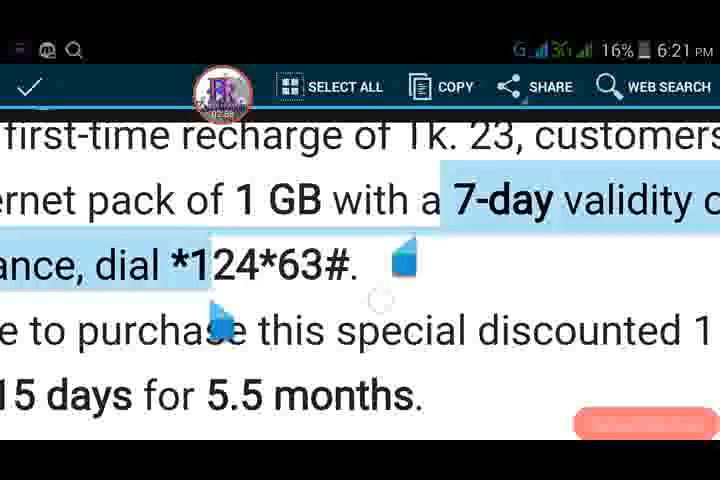 G 3G 16% 6:21 PM
SELECT ALL COPY SHARE WEB SEARCH
first-time recharge of Tk. 23, customers
ernet pack of 1 GB with a 7-day validity
ance, dial *124*63#.
e to purchase this special discounted 1
15 days for 5.5 months.